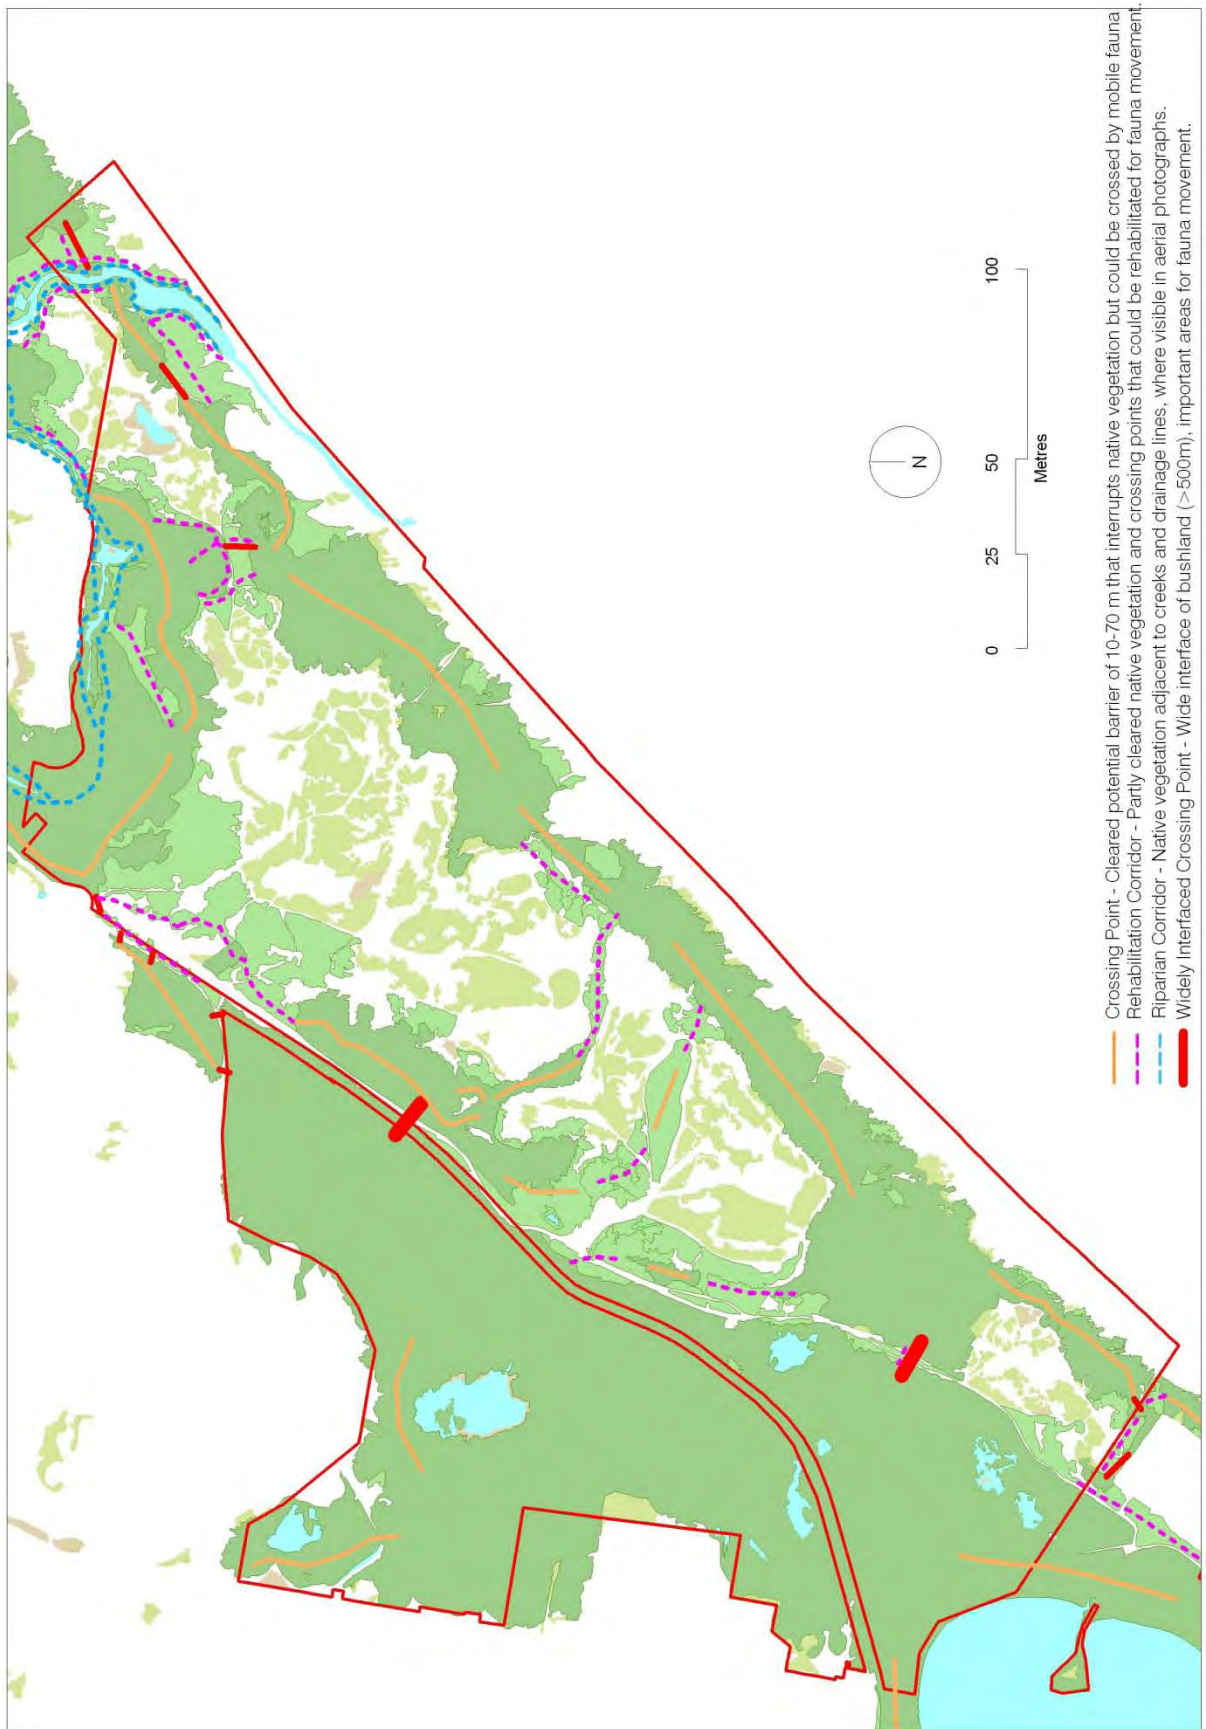 Crossing Point - Cleared potential barrier of 10-70 m that interrupts native vegetation but could be crossed by mobile fauna
Rehabilitation Corridor - Partly cleared native vegetation and crossing points that could be rehabilitated for fauna movement.
Riparian Corridor - Native vegetation adjacent to creeks and drainage lines, where visible in aerial photographs.
Widely Interfaced Crossing Point - Wide interface of bushland (>500m), important areas for fauna movement.
0 25 50 100
Metres
N